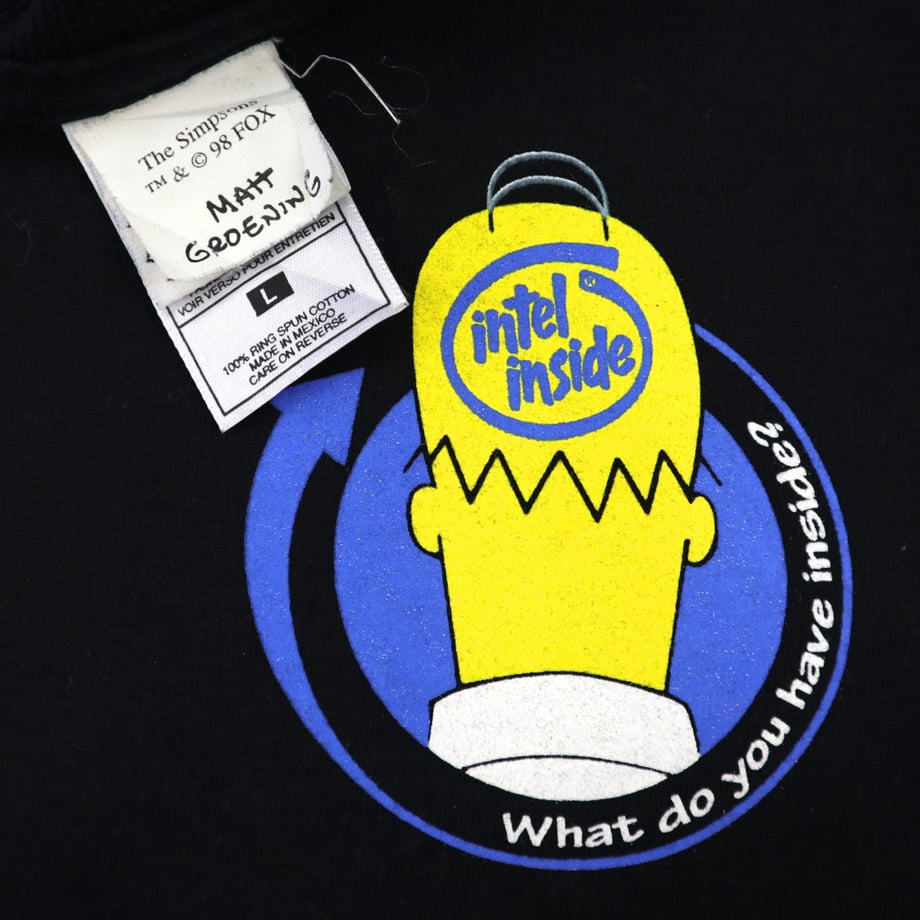 The Simpsons
TM & © 98 FOX
MATT
GROENING
VOIR VERSO POUR ENTRETIEN
L
100% RING SPUN COTTON
MADE IN MEXICO
CARE ON REVERSE
intel®
inside
What do you have inside?